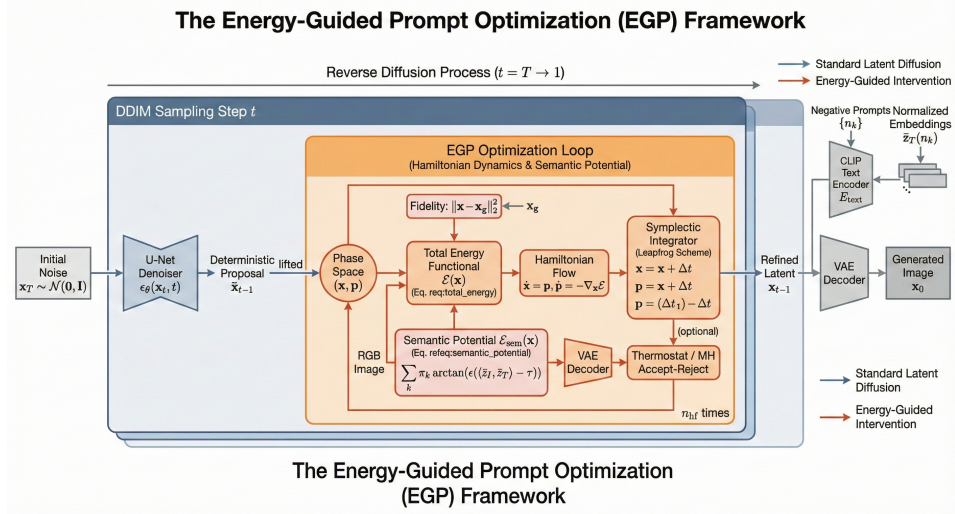 The Energy-Guided Prompt Optimization (EGP) Framework
Reverse Diffusion Process (t = T → 1)
Standard Latent Diffusion
Energy-Guided Intervention
DDIM Sampling Step t
Negative Prompts
{n_k}
Normalized
Embeddings
z̄_T(n_k)
CLIP
Text
Encoder
E_text
EGP Optimization Loop
(Hamiltonian Dynamics & Semantic Potential)
Fidelity: ||x−x_g||₂²
x_g
Initial
Noise
x_T ~ N(0, I)
U-Net
Denoiser
ϵ_θ(x_t, t)
Deterministic
Proposal
x̃_{t−1}
lifted
Phase
Space
(x, p)
Total Energy
Functional
ℰ(x)
(Eq. req:total_energy)
Hamiltonian
Flow
ẋ = p, ṗ = −∇_xℰ
Symplectic
Integrator
(Leapfrog Scheme)
x = x + Δt
p = x + Δt
p = (Δt₁) − Δt
Refined
Latent
x_{t−1}
VAE
Decoder
Generated
Image
x_0
(optional)
RGB
Image
Semantic Potential ℰ_sem(x)
(Eq. refeq:semantic_potential)
∑_k π_k arctan(ϵ(⟨z̄_I, z̄_T⟩ − τ))
VAE
Decoder
Thermostat / MH
Accept-Reject
n_hf times
Standard Latent
Diffusion
Energy-Guided
Intervention
The Energy-Guided Prompt Optimization
(EGP) Framework